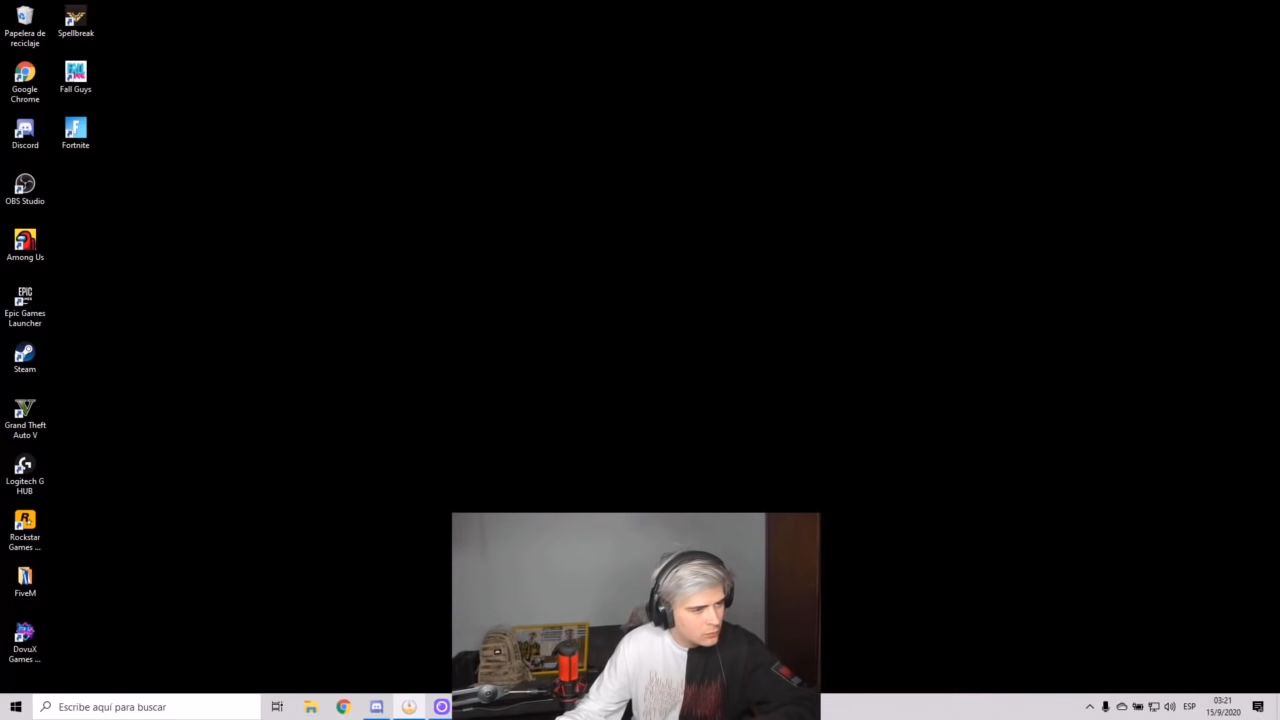 Papelera de
reciclaje
Spellbreak
Google
Chrome
Fall Guys
Discord
Fortnite
OBS Studio
Among Us
EPIC
Epic Games
Launcher
Steam
Grand Theft
Auto V
Logitech G
HUB
Rockstar
Games ...
FiveM
DovuX
Games ...
Escribe aquí para buscar
ESP
03:21
15/9/2020